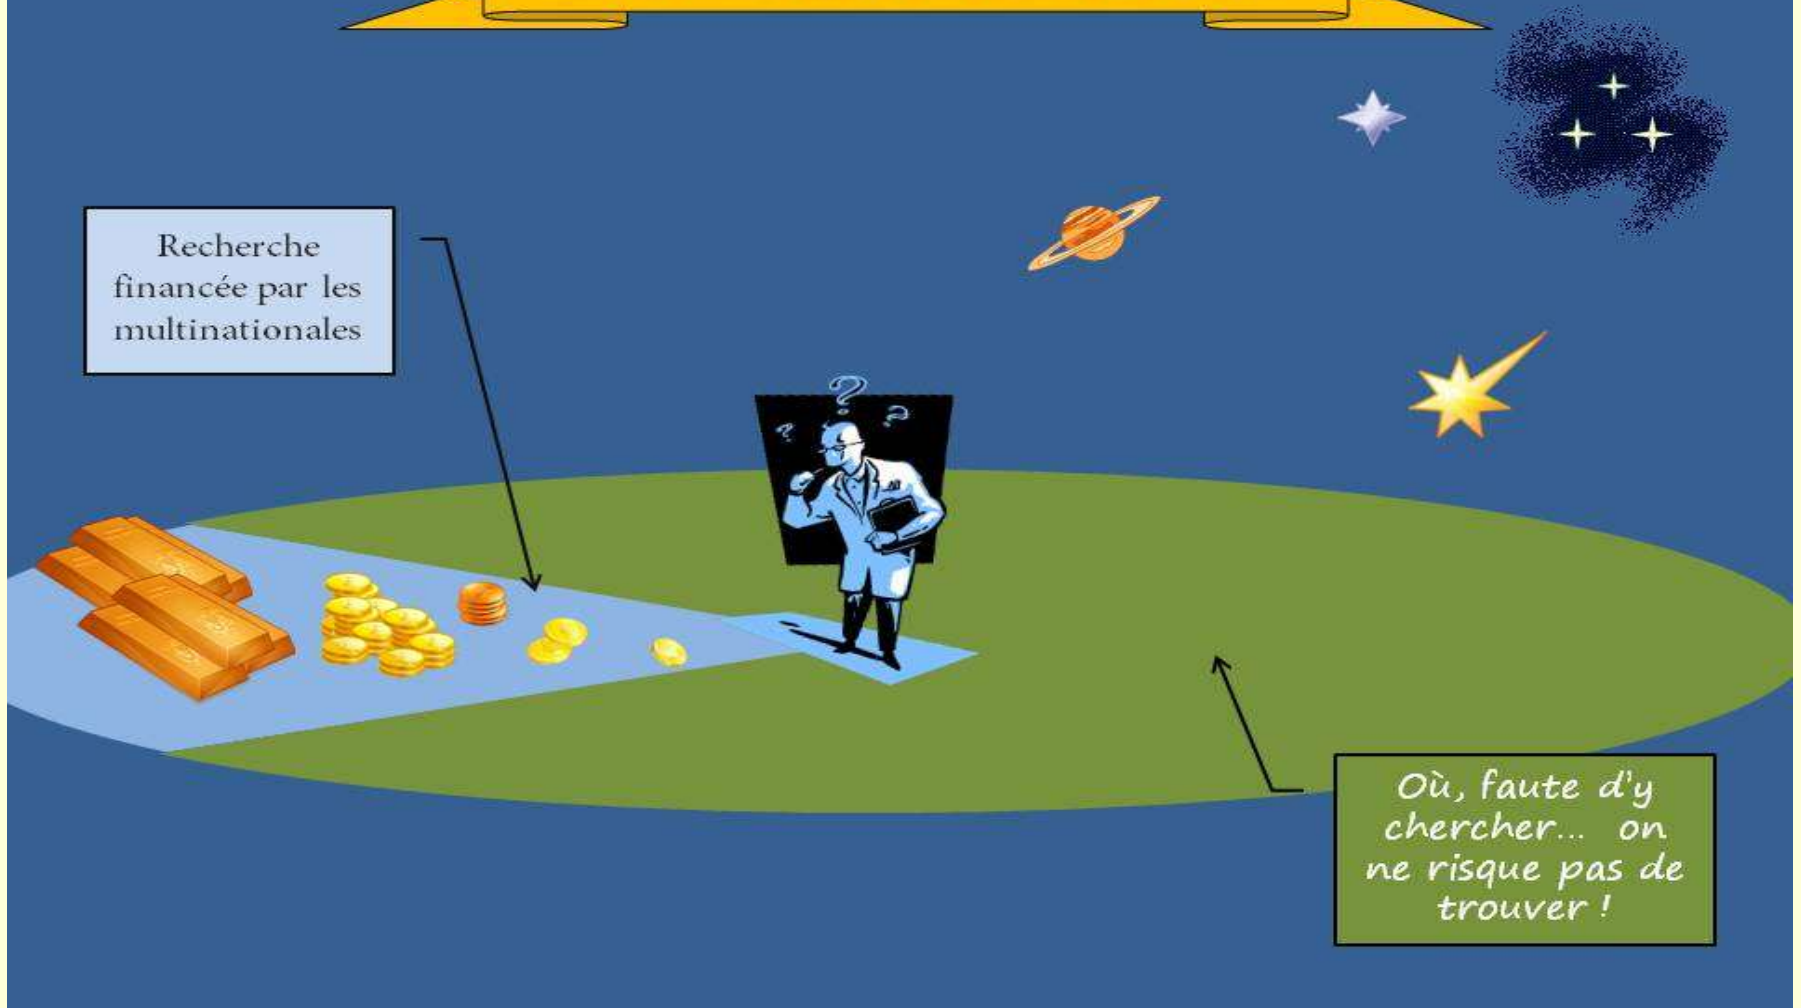 Recherche
financée par les
multinationales
Où, faute d'y
chercher... on
ne risque pas de
trouver !